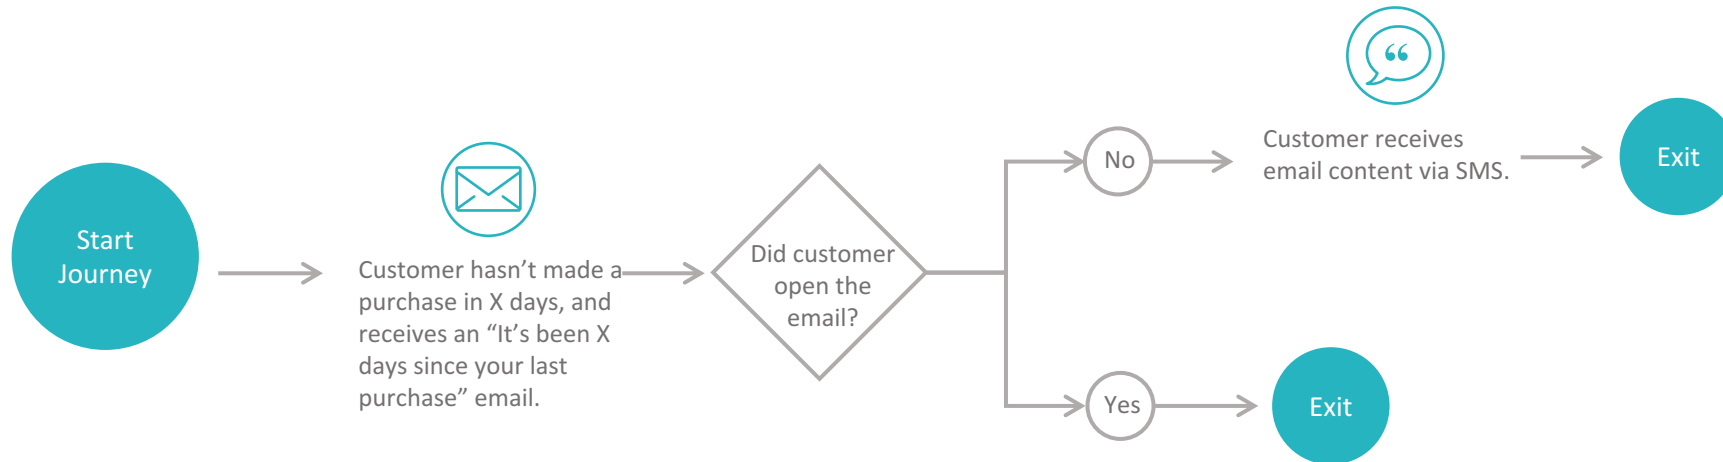 Start
Journey
Customer hasn’t made a
purchase in X days, and
receives an “It’s been X
days since your last
purchase” email.
Did customer
open the
email?
No
“
Customer receives
email content via SMS.
Exit
Yes
Exit